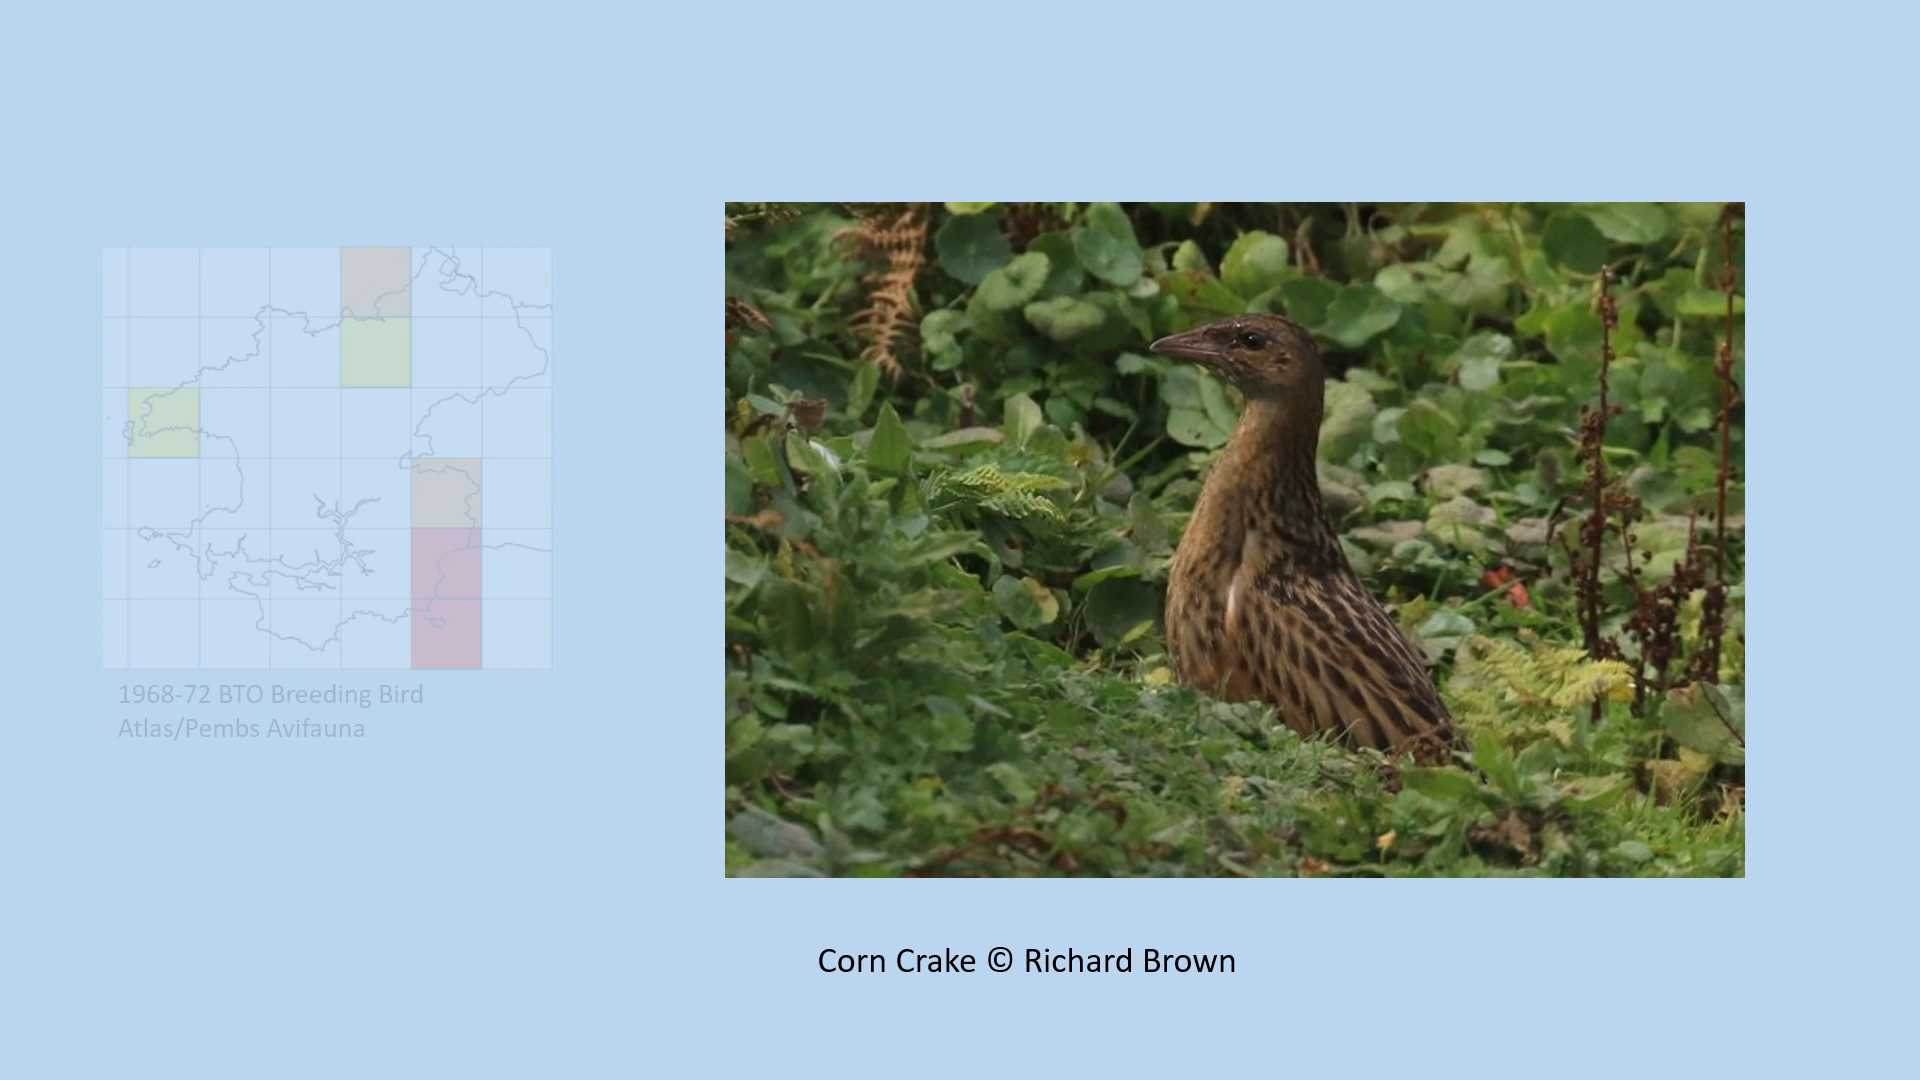 1968-72 BTO Breeding Bird
Atlas/Pembs Avifauna
Corn Crake © Richard Brown